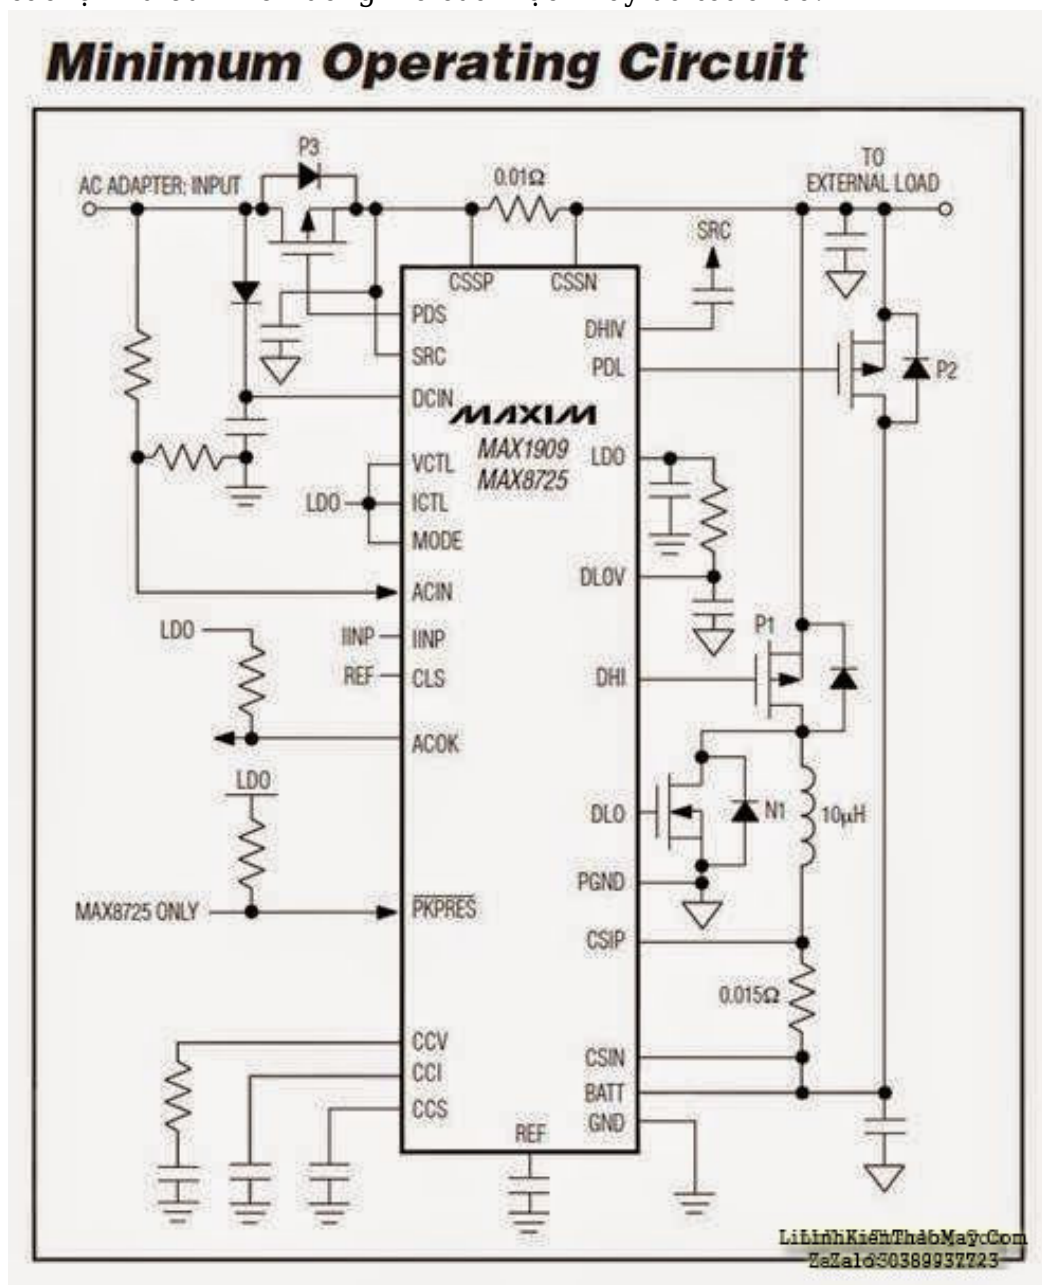 Minimum Operating Circuit
P3
AC ADAPTER; INPUT
0.01Ω
TO
EXTERNAL LOAD
SRC
CSSP
CSSN
PDS
DHIV
SRC
PDL
P2
DCIN
MAXIM
MAX1909
MAX8725
LDO
VCTL
LDO
ICTL
MODE
DLOV
ACIN
LDO
P1
IINP
IINP
REF
CLS
DHI
ACOK
LDO
DLO
N1
10µH
PGND
MAX8725 ONLY
PKPRES
CSIP
0.015Ω
CCV
CSIN
CCI
BATT
CCS
GND
REF